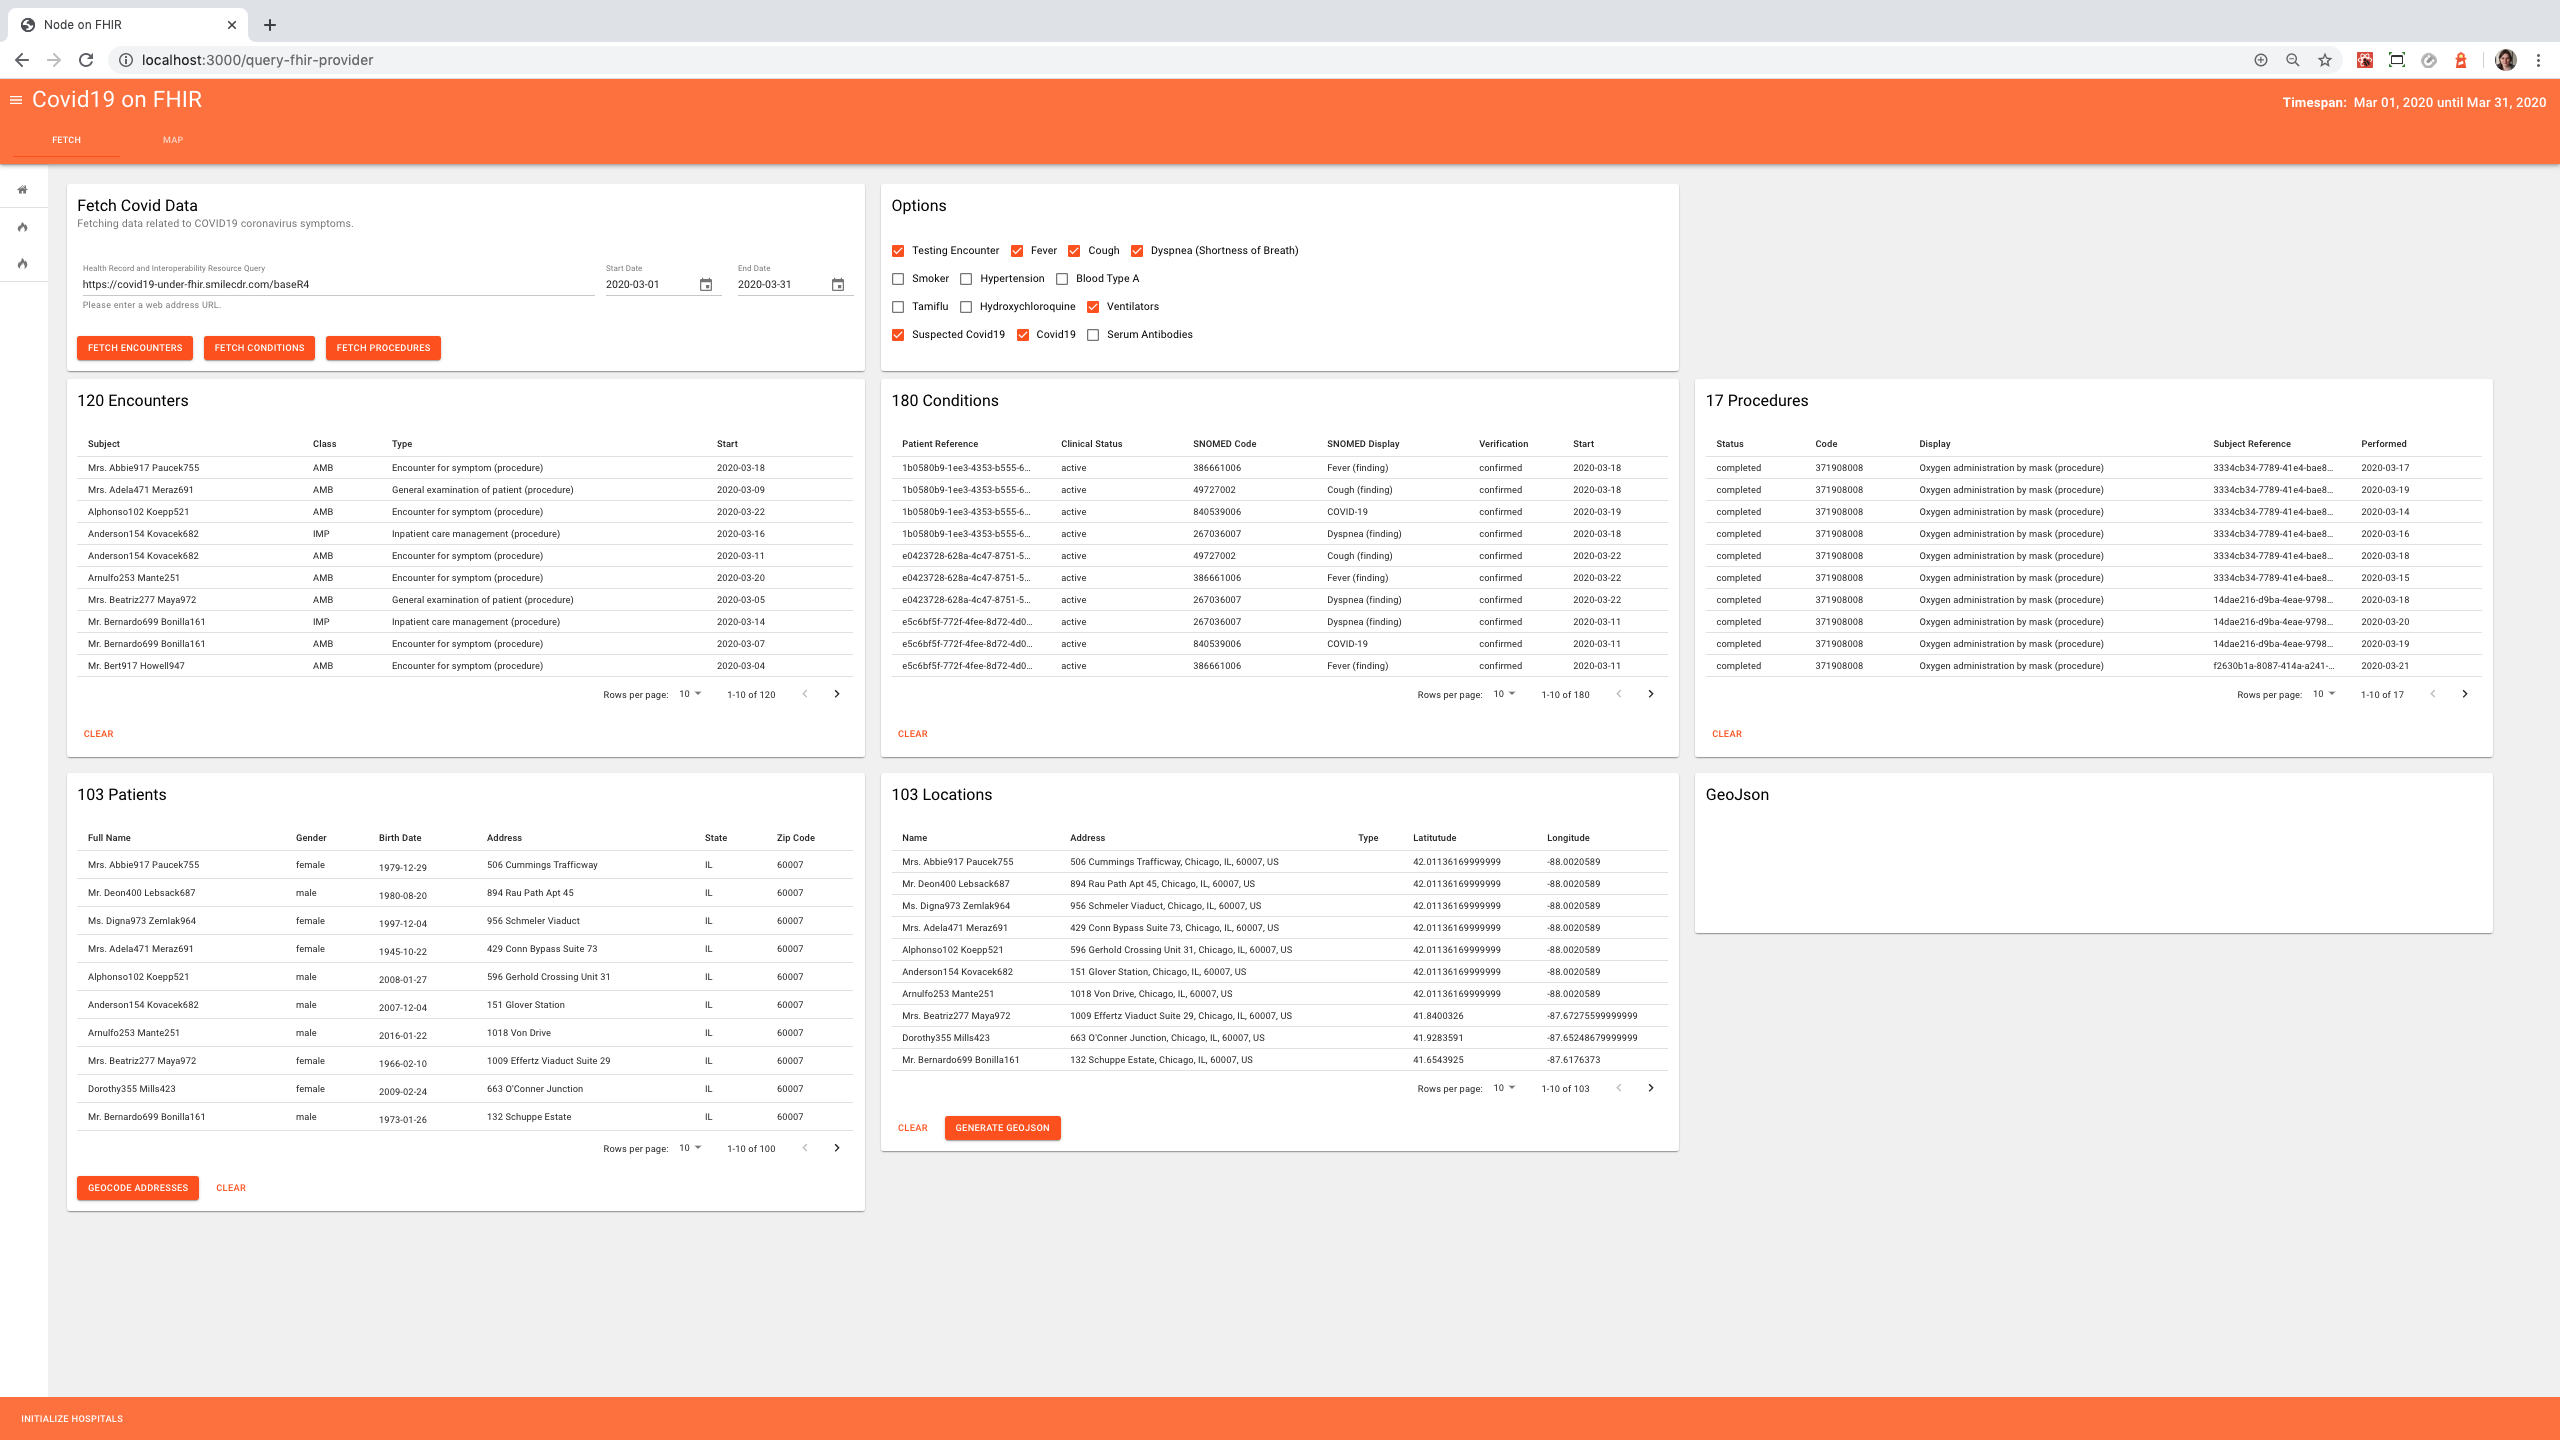 Node on FHIR
localhost:3000/query-fhir-provider
Covid19 on FHIR
Timespan: Mar 01, 2020 until Mar 31, 2020
FETCH MAP
Fetch Covid Data
Fetching data related to COVID19 coronavirus symptoms.
Health Record and Interoperability Resource Query
https://covid19-under-fhir.smilecdr.com/baseR4
Please enter a web address URL.
Start Date
2020-03-01
End Date
2020-03-31
FETCH ENCOUNTERS FETCH CONDITIONS FETCH PROCEDURES
Options
Testing Encounter Fever Cough Dyspnea (Shortness of Breath)
Smoker Hypertension Blood Type A
Tamiflu Hydroxychloroquine Ventilators
Suspected Covid19 Covid19 Serum Antibodies
120 Encounters
Subject Class Type Start
Mrs. Abbie917 Paucek755 AMB Encounter for symptom (procedure) 2020-03-18
Mrs. Adela471 Meraz691 AMB General examination of patient (procedure) 2020-03-09
Alphonso102 Koepp521 AMB Encounter for symptom (procedure) 2020-03-22
Anderson154 Kovacek682 IMP Inpatient care management (procedure) 2020-03-16
Anderson154 Kovacek682 AMB Encounter for symptom (procedure) 2020-03-11
Arnulfo253 Mante251 AMB Encounter for symptom (procedure) 2020-03-20
Mrs. Beatriz277 Maya972 AMB General examination of patient (procedure) 2020-03-05
Mr. Bernardo699 Bonilla161 IMP Inpatient care management (procedure) 2020-03-14
Mr. Bernardo699 Bonilla161 AMB Encounter for symptom (procedure) 2020-03-07
Mr. Bert917 Howell947 AMB Encounter for symptom (procedure) 2020-03-04
Rows per page: 10 1-10 of 120
CLEAR
180 Conditions
Patient Reference Clinical Status SNOMED Code SNOMED Display Verification Start
1b0580b9-1ee3-4353-b555-6... active 386661006 Fever (finding) confirmed 2020-03-18
1b0580b9-1ee3-4353-b555-6... active 49727002 Cough (finding) confirmed 2020-03-18
1b0580b9-1ee3-4353-b555-6... active 840539006 COVID-19 confirmed 2020-03-19
1b0580b9-1ee3-4353-b555-6... active 267036007 Dyspnea (finding) confirmed 2020-03-18
e0423728-628a-4c47-8751-5... active 49727002 Cough (finding) confirmed 2020-03-22
e0423728-628a-4c47-8751-5... active 386661006 Fever (finding) confirmed 2020-03-22
e0423728-628a-4c47-8751-5... active 267036007 Dyspnea (finding) confirmed 2020-03-22
e5c6bf5f-772f-4fee-8d72-4d0... active 267036007 Dyspnea (finding) confirmed 2020-03-11
e5c6bf5f-772f-4fee-8d72-4d0... active 840539006 COVID-19 confirmed 2020-03-11
e5c6bf5f-772f-4fee-8d72-4d0... active 386661006 Fever (finding) confirmed 2020-03-11
Rows per page: 10 1-10 of 180
CLEAR
17 Procedures
Status Code Display Subject Reference Performed
completed 371908008 Oxygen administration by mask (procedure) 3334cb34-7789-41e4-bae8... 2020-03-17
completed 371908008 Oxygen administration by mask (procedure) 3334cb34-7789-41e4-bae8... 2020-03-19
completed 371908008 Oxygen administration by mask (procedure) 3334cb34-7789-41e4-bae8... 2020-03-14
completed 371908008 Oxygen administration by mask (procedure) 3334cb34-7789-41e4-bae8... 2020-03-16
completed 371908008 Oxygen administration by mask (procedure) 3334cb34-7789-41e4-bae8... 2020-03-18
completed 371908008 Oxygen administration by mask (procedure) 3334cb34-7789-41e4-bae8... 2020-03-15
completed 371908008 Oxygen administration by mask (procedure) 14dae216-d9ba-4eae-9798... 2020-03-18
completed 371908008 Oxygen administration by mask (procedure) 14dae216-d9ba-4eae-9798... 2020-03-20
completed 371908008 Oxygen administration by mask (procedure) 14dae216-d9ba-4eae-9798... 2020-03-19
completed 371908008 Oxygen administration by mask (procedure) f2630b1a-8087-414a-a241-... 2020-03-21
Rows per page: 10 1-10 of 17
CLEAR
103 Patients
Full Name Gender Birth Date Address State Zip Code
Mrs. Abbie917 Paucek755 female 1979-12-29 506 Cummings Trafficway IL 60007
Mr. Deon400 Lebsack687 male 1980-08-20 894 Rau Path Apt 45 IL 60007
Ms. Digna973 Zemlak964 female 1997-12-04 956 Schmeler Viaduct IL 60007
Mrs. Adela471 Meraz691 female 1945-10-22 429 Conn Bypass Suite 73 IL 60007
Alphonso102 Koepp521 male 2008-01-27 596 Gerhold Crossing Unit 31 IL 60007
Anderson154 Kovacek682 male 2007-12-04 151 Glover Station IL 60007
Arnulfo253 Mante251 male 2016-01-22 1018 Von Drive IL 60007
Mrs. Beatriz277 Maya972 female 1966-02-10 1009 Effertz Viaduct Suite 29 IL 60007
Dorothy355 Mills423 female 2009-02-24 663 O'Conner Junction IL 60007
Mr. Bernardo699 Bonilla161 male 1973-01-26 132 Schuppe Estate IL 60007
Rows per page: 10 1-10 of 100
GEOCODE ADDRESSES CLEAR
103 Locations
Name Address Type Latitutude Longitude
Mrs. Abbie917 Paucek755 506 Cummings Trafficway, Chicago, IL, 60007, US 42.01136169999999 -88.0020589
Mr. Deon400 Lebsack687 894 Rau Path Apt 45, Chicago, IL, 60007, US 42.01136169999999 -88.0020589
Ms. Digna973 Zemlak964 956 Schmeler Viaduct, Chicago, IL, 60007, US 42.01136169999999 -88.0020589
Mrs. Adela471 Meraz691 429 Conn Bypass Suite 73, Chicago, IL, 60007, US 42.01136169999999 -88.0020589
Alphonso102 Koepp521 596 Gerhold Crossing Unit 31, Chicago, IL, 60007, US 42.01136169999999 -88.0020589
Anderson154 Kovacek682 151 Glover Station, Chicago, IL, 60007, US 42.01136169999999 -88.0020589
Arnulfo253 Mante251 1018 Von Drive, Chicago, IL, 60007, US 42.01136169999999 -88.0020589
Mrs. Beatriz277 Maya972 1009 Effertz Viaduct Suite 29, Chicago, IL, 60007, US 41.8400326 -87.67275599999999
Dorothy355 Mills423 663 O'Conner Junction, Chicago, IL, 60007, US 41.9283591 -87.65248679999999
Mr. Bernardo699 Bonilla161 132 Schuppe Estate, Chicago, IL, 60007, US 41.6543925 -87.6176373
Rows per page: 10 1-10 of 103
CLEAR GENERATE GEOJSON
GeoJson
INITIALIZE HOSPITALS